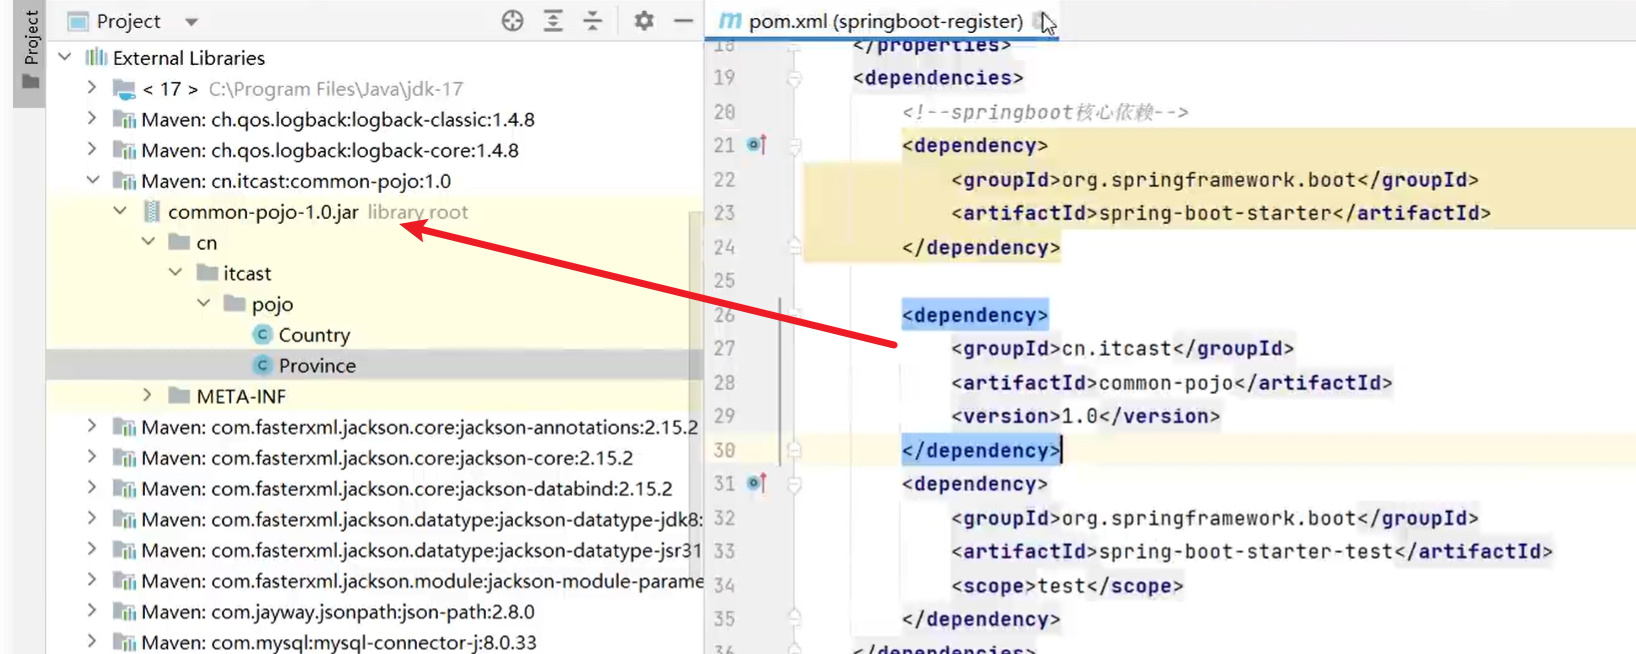 Project
Project
External Libraries
< 17 > C:\Program Files\Java\jdk-17
Maven: ch.qos.logback:logback-classic:1.4.8
Maven: ch.qos.logback:logback-core:1.4.8
Maven: cn.itcast:common-pojo:1.0
common-pojo-1.0.jar library root
cn
itcast
pojo
Country
Province
META-INF
Maven: com.fasterxml.jackson.core:jackson-annotations:2.15.2
Maven: com.fasterxml.jackson.core:jackson-core:2.15.2
Maven: com.fasterxml.jackson.core:jackson-databind:2.15.2
Maven: com.fasterxml.jackson.datatype:jackson-datatype-jdk8:
Maven: com.fasterxml.jackson.datatype:jackson-datatype-jsr31
Maven: com.fasterxml.jackson.module:jackson-module-parame
Maven: com.jayway.jsonpath:json-path:2.8.0
Maven: com.mysql:mysql-connector-j:8.0.33
pom.xml (springboot-register)
18 </properties>
19 <dependencies>
20 <!--springboot核心依赖-->
21 <dependency>
22 <groupId>org.springframework.boot</groupId>
23 <artifactId>spring-boot-starter</artifactId>
24 </dependency>
25
26 <dependency>
27 <groupId>cn.itcast</groupId>
28 <artifactId>common-pojo</artifactId>
29 <version>1.0</version>
30 </dependency>
31 <dependency>
32 <groupId>org.springframework.boot</groupId>
33 <artifactId>spring-boot-starter-test</artifactId>
34 <scope>test</scope>
35 </dependency>
36 </dependencies>